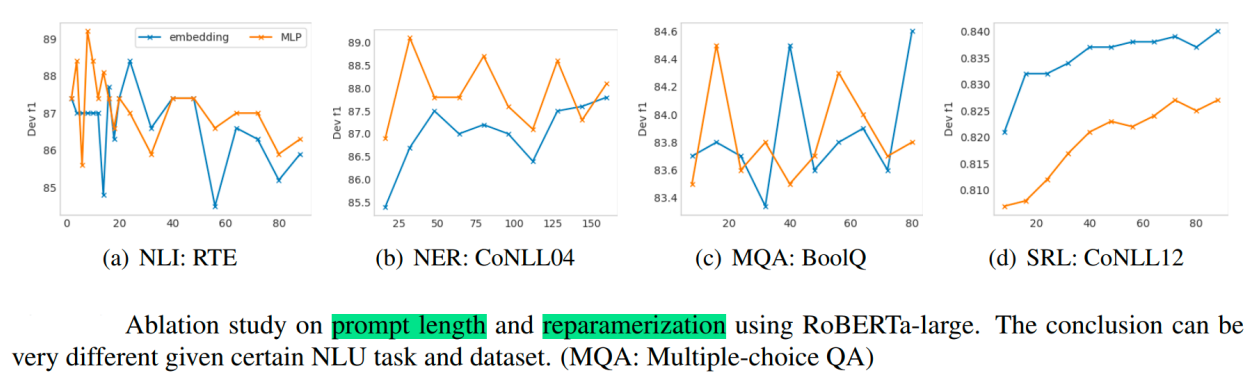 embedding MLP
89
88
87
86
85
Dev f1
0 20 40 60 80
(a) NLI: RTE
89.0
88.5
88.0
87.5
87.0
86.5
86.0
85.5
Dev f1
25 50 75 100 125 150
(b) NER: CoNLL04
84.6
84.4
84.2
84.0
83.8
83.6
83.4
Dev f1
20 40 60 80
(c) MQA: BoolQ
0.840
0.835
0.830
0.825
0.820
0.815
0.810
Dev f1
20 40 60 80
(d) SRL: CoNLL12
Ablation study on prompt length and reparamerization using RoBERTa-large. The conclusion can be
very different given certain NLU task and dataset. (MQA: Multiple-choice QA)